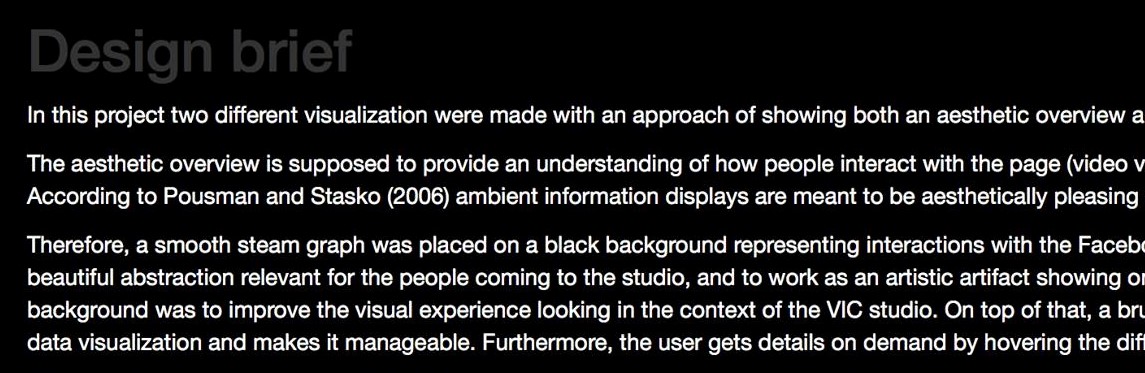 Design brief
In this project two different visualization were made with an approach of showing both an aesthetic overview
The aesthetic overview is supposed to provide an understanding of how people interact with the page (video
According to Pousman and Stasko (2006) ambient information displays are meant to be aesthetically pleasing
Therefore, a smooth steam graph was placed on a black background representing interactions with the
beautiful abstraction relevant for the people coming to the studio, and to work as an artistic artifact showing
background was to improve the visual experience looking in the context of the VIC studio. On top of that, a
data visualization and makes it manageable. Furthermore, the user gets details on demand by hovering the